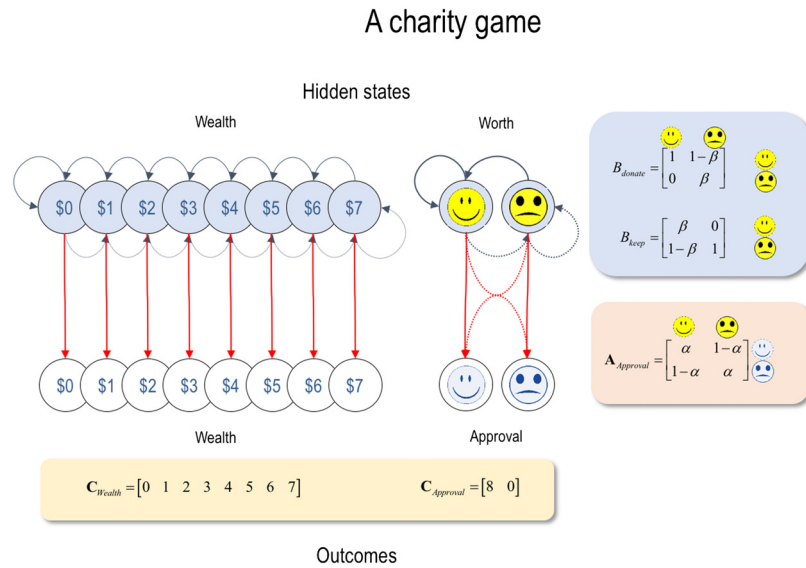 A charity game
Hidden states
Wealth
Worth
$0 $1 $2 $3 $4 $5 $6 $7
B_donate = [1 1−β
0 β]
B_keep = [β 0
1−β 1]
A_Approval = [α 1−α
1−α α]
$0 $1 $2 $3 $4 $5 $6 $7
Wealth
Approval
C_Wealth = [0 1 2 3 4 5 6 7]
C_Approval = [8 0]
Outcomes